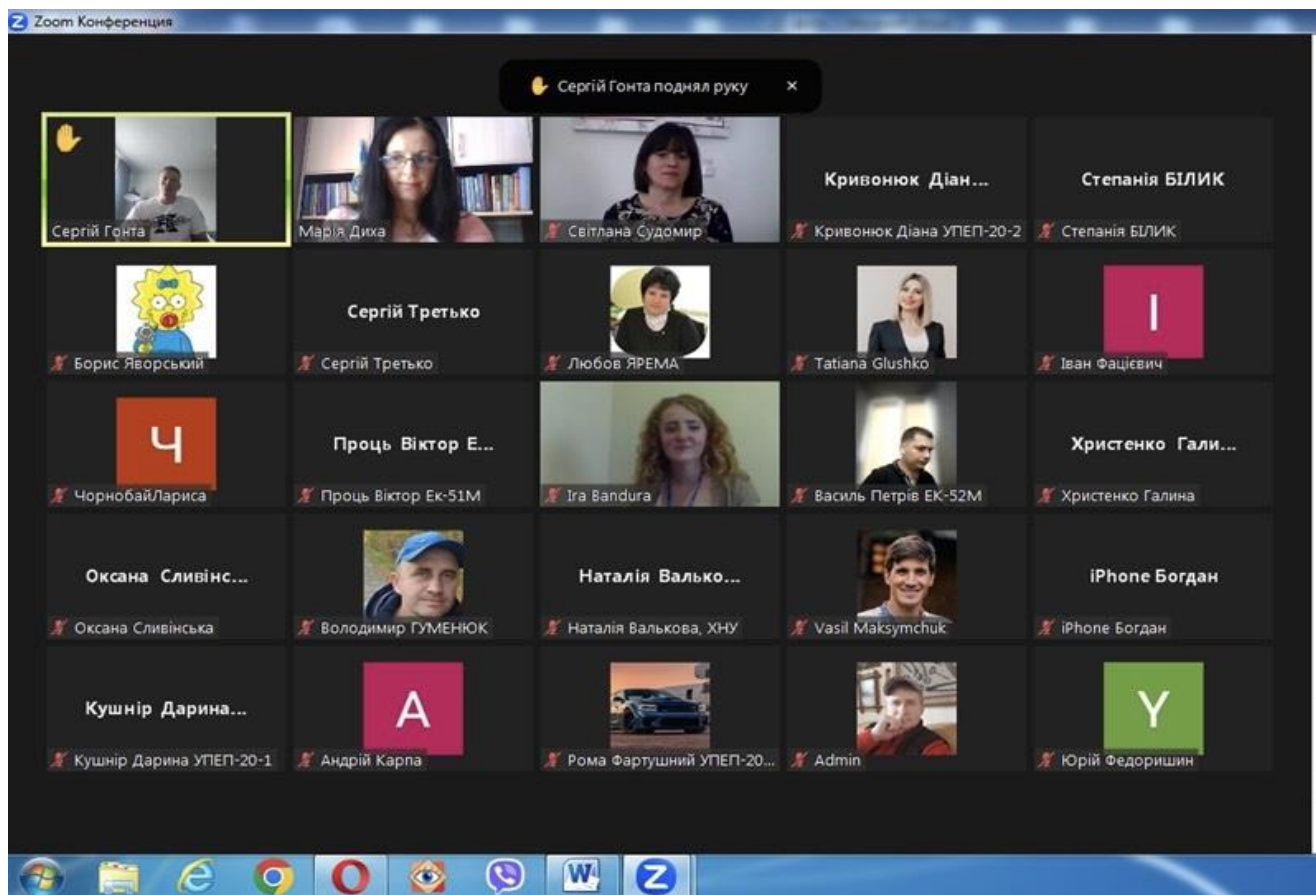 Zoom Конференция
Сергій Гонта поднял руку
Сергій Гонта
Марія Диха
Світлана Судомир
Кривонюк Діан...
Кривонюк Діана УПЕП-20-2
Степанія БІЛИК
Степанія БІЛИК
Борис Яворський
Сергій Третько
Сергій Третько
Любов ЯРЕМА
Tatiana Glushko
І
Іван Фацієвич
Ч
ЧорнобайЛариса
Проць Віктор Е...
Проць Віктор Ек-51М
Ira Bandura
Василь Петрів ЕК-52М
Христенко Гали...
Христенко Галина
Оксана Сливінс...
Оксана Сливінська
Володимир ГУМЕНЮК
Наталія Валько...
Наталія Валькова, ХНУ
Vasil Maksymchuk
iPhone Богдан
iPhone Богдан
Кушнір Дарина...
Кушнір Дарина УПЕП-20-1
А
Андрій Карпа
Рома Фартушний УПЕП-20...
Admin
Y
Юрій Федоришин